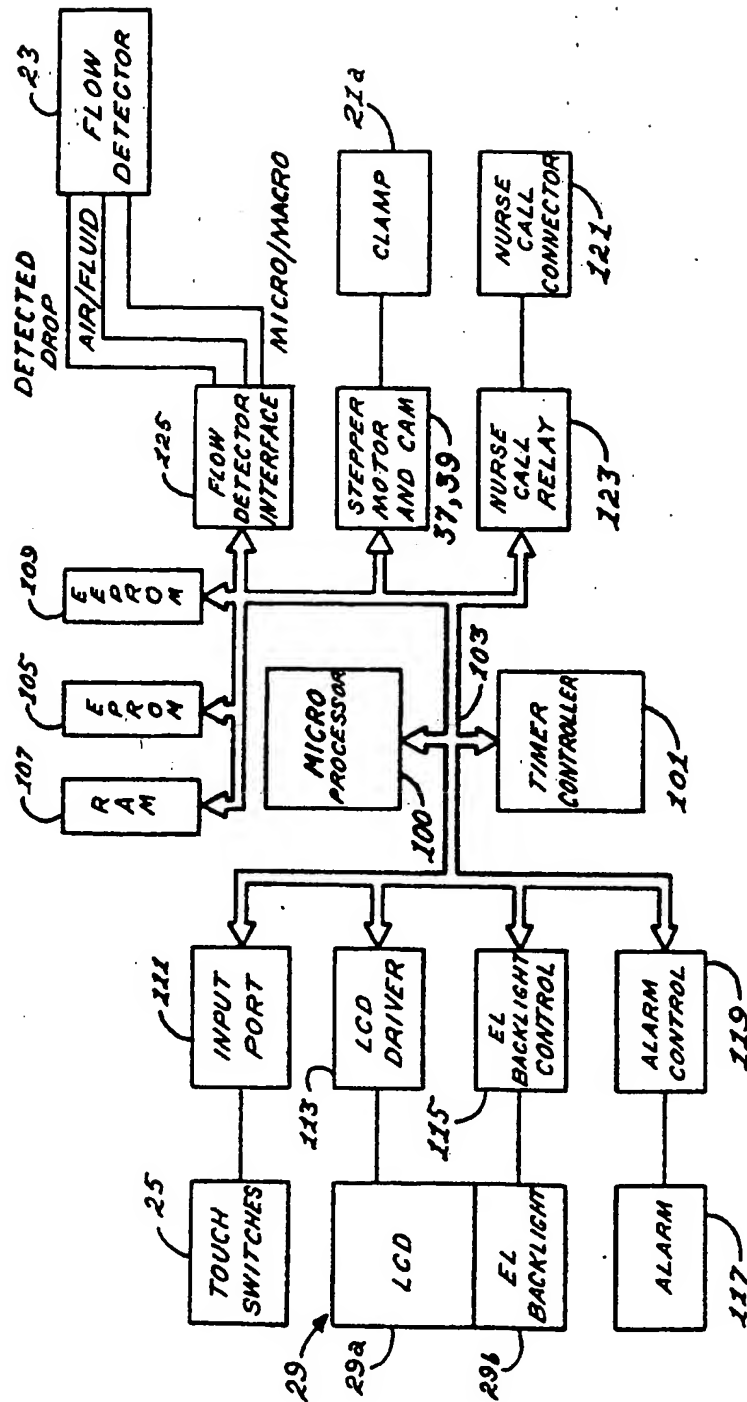 23
FLOW
DETECTOR
DETECTED
DROP
AIR/FLUID
MICRO/MACRO
125
FLOW
DETECTOR
INTERFACE
109
EEPROM
105
EPROM
107
RAM
21a
CLAMP
STEPPER
MOTOR
AND CAM
37, 39
NURSE
CALL
CONNECTOR
121
NURSE
CALL
RELAY
123
MICRO
PROCESSOR
100
103
TIMER
CONTROLLER
101
111
INPUT
PORT
25
TOUCH
SWITCHES
LCD
DRIVER
113
LCD
29
29a
EL
BACKLIGHT
CONTROL
115
EL
BACKLIGHT
29b
ALARM
CONTROL
119
ALARM
117